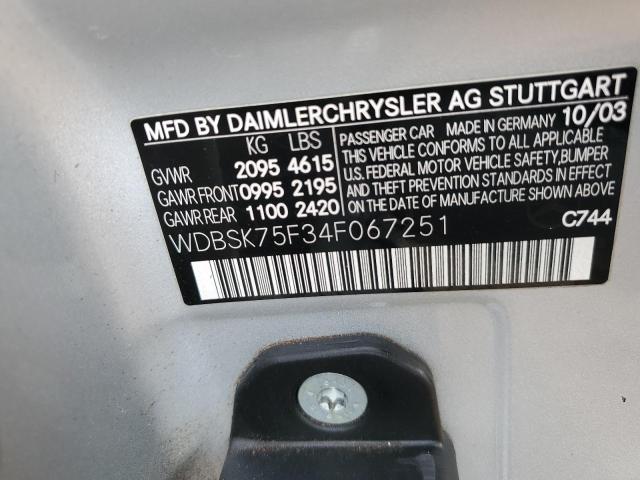 MFD BY DAIMLERCHRYSLER AG STUTTGART
KG LBS
GVWR 2095 4615
GAWR FRONT 0995 2195
GAWR REAR 1100 2420
PASSENGER CAR MADE IN GERMANY 10/03
THIS VEHICLE CONFORMS TO ALL APPLICABLE
U.S. FEDERAL MOTOR VEHICLE SAFETY, BUMPER
AND THEFT PREVENTION STANDARDS IN EFFECT
ON THE DATE OF MANUFACTURE SHOWN ABOVE
WDBSK75F34F067251
C744